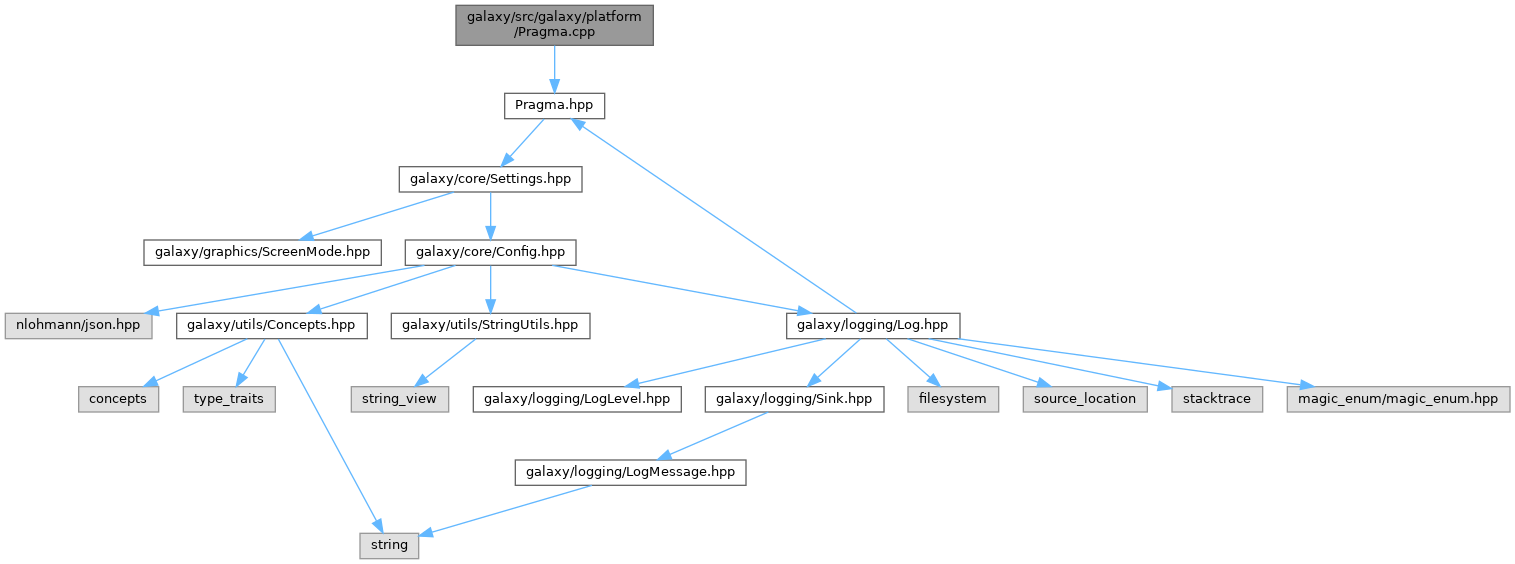 galaxy/src/galaxy/platform
/Pragma.cpp
Pragma.hpp
galaxy/core/Settings.hpp
galaxy/graphics/ScreenMode.hpp
galaxy/core/Config.hpp
nlohmann/json.hpp
galaxy/utils/Concepts.hpp
galaxy/utils/StringUtils.hpp
galaxy/logging/Log.hpp
concepts
type_traits
string_view
galaxy/logging/LogLevel.hpp
galaxy/logging/Sink.hpp
filesystem
source_location
stacktrace
magic_enum/magic_enum.hpp
galaxy/logging/LogMessage.hpp
string